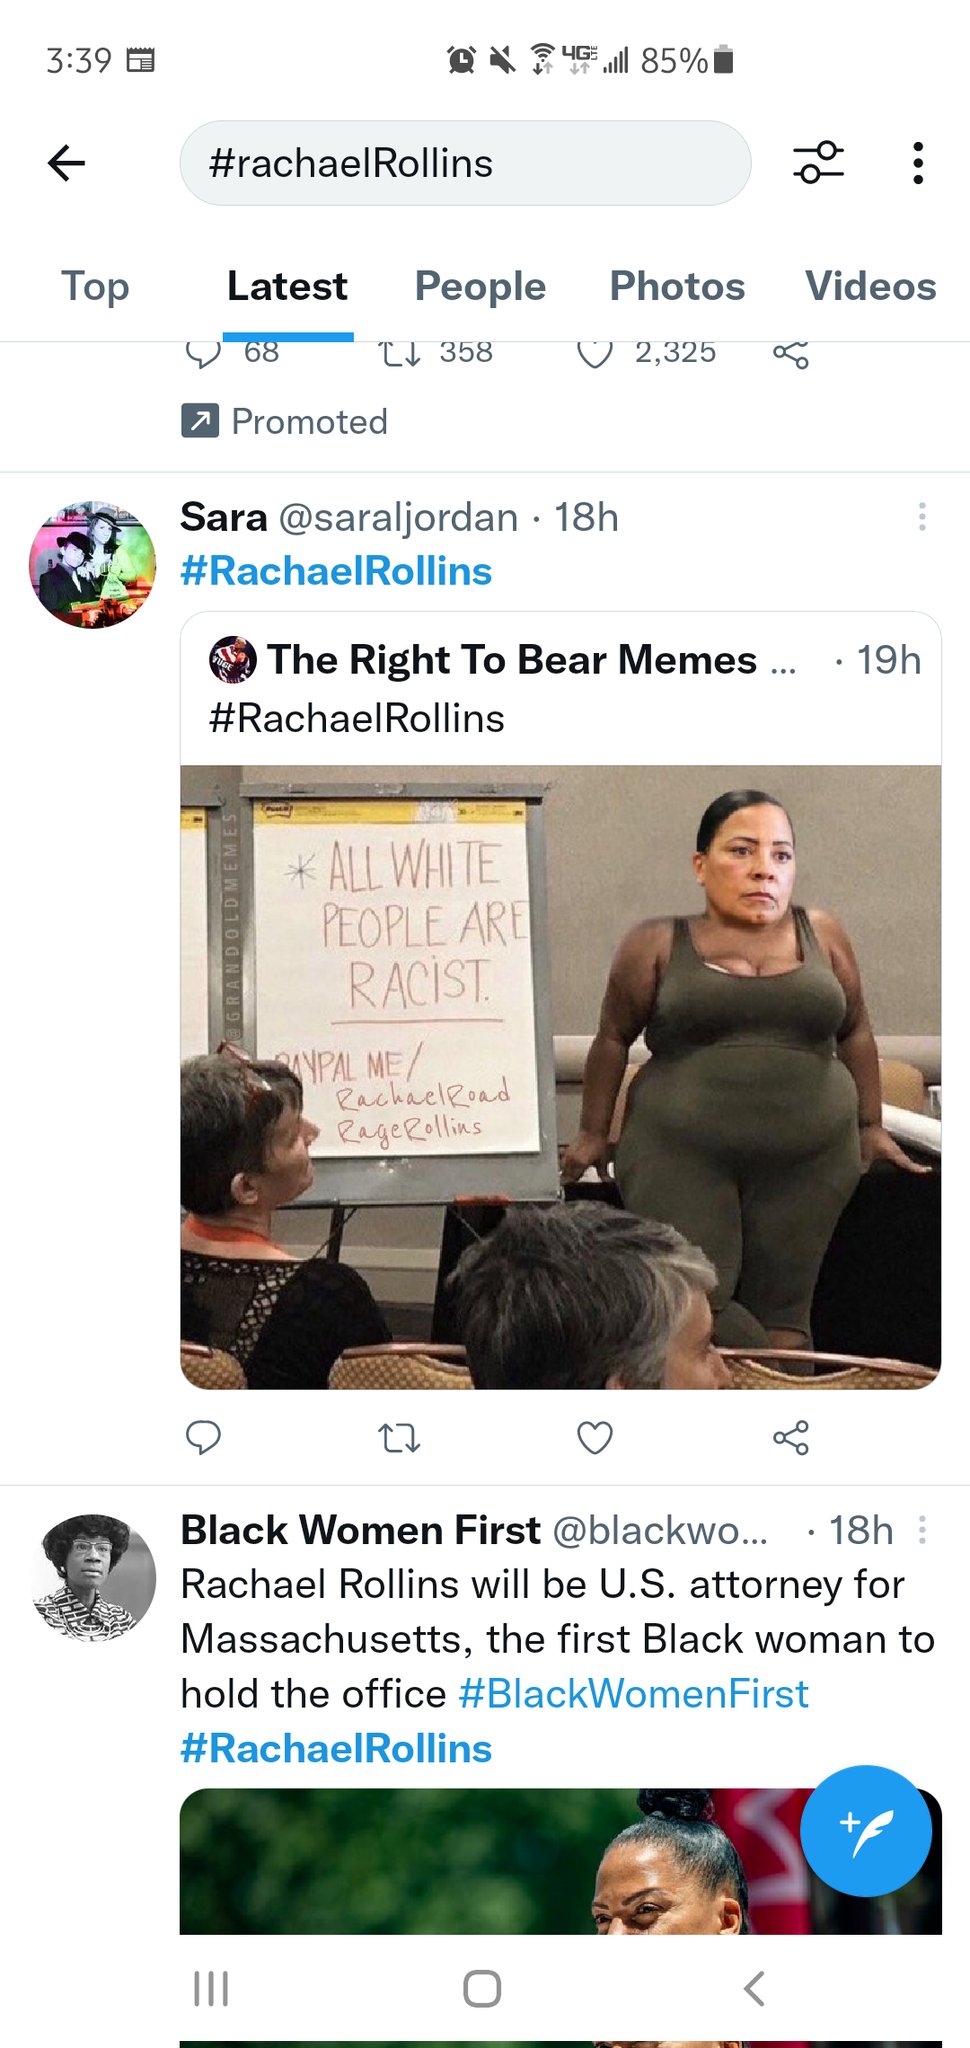 3:39 4G LTE 85%
#rachaelRollins
Top Latest People Photos Videos
68 358 2,325
Promoted
Sara @saraljordan · 18h
#RachaelRollins
The Right To Bear Memes ... · 19h
#RachaelRollins
@GRANDOLDMEMES
* ALL WHITE
PEOPLE ARE
RACIST.
PAYPAL ME/
RachaelRoad
RageRollins
Black Women First @blackwo... · 18h
Rachael Rollins will be U.S. attorney for
Massachusetts, the first Black woman to
hold the office #BlackWomenFirst
#RachaelRollins